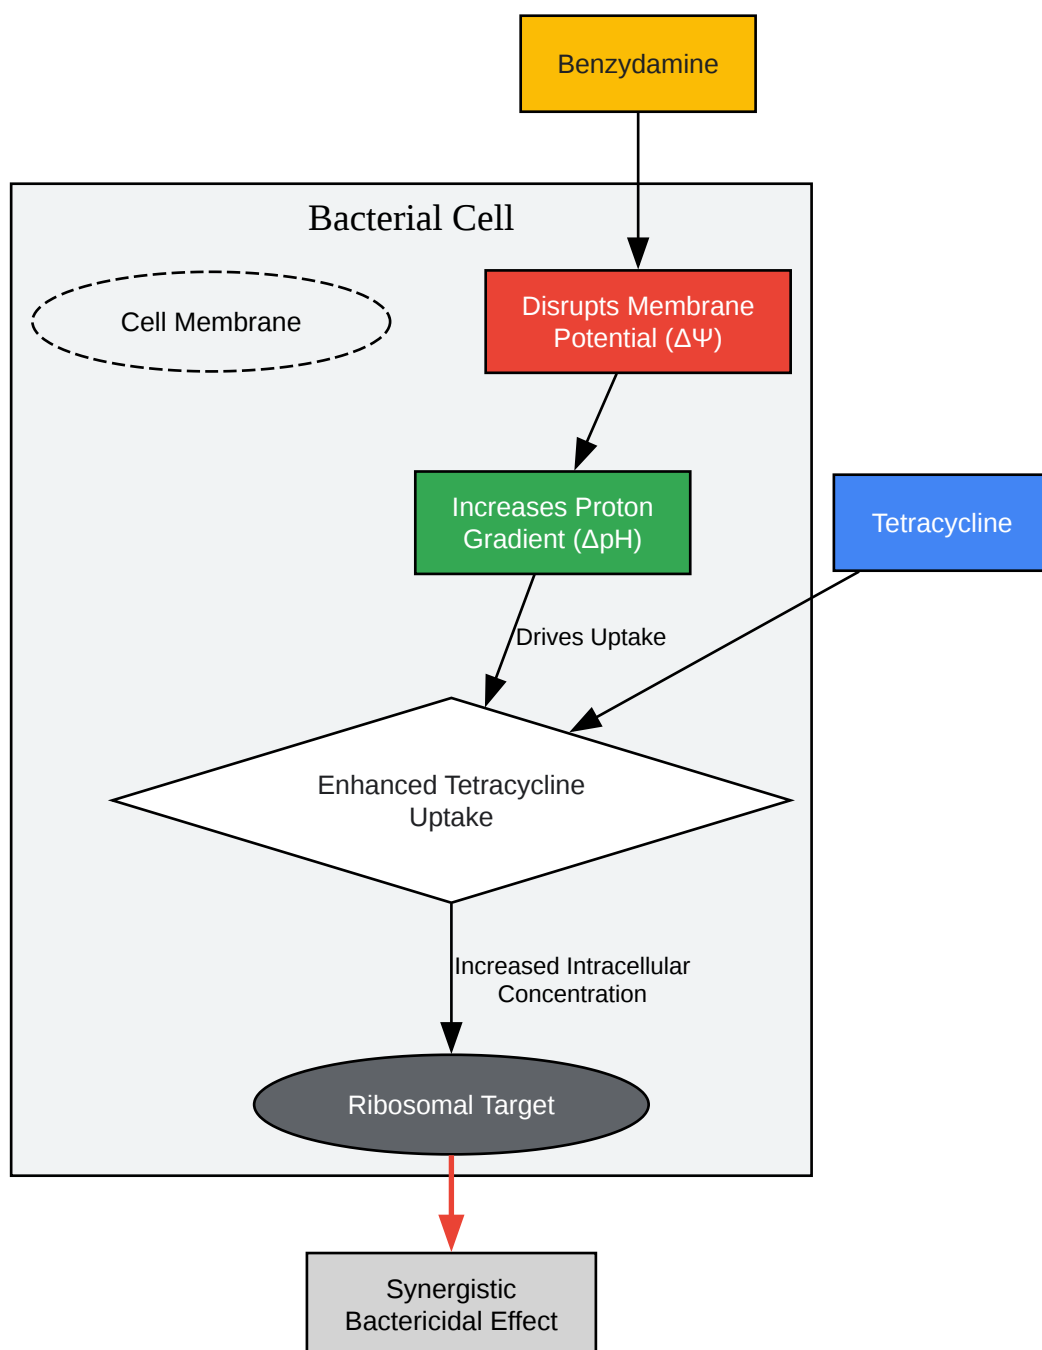 Benzydamine
Bacterial Cell
Cell Membrane
Disrupts Membrane
Potential (ΔΨ)
Increases Proton
Gradient (ΔpH)
Tetracycline
Drives Uptake
Enhanced Tetracycline
Uptake
Increased Intracellular
Concentration
Ribosomal Target
Synergistic
Bactericidal Effect